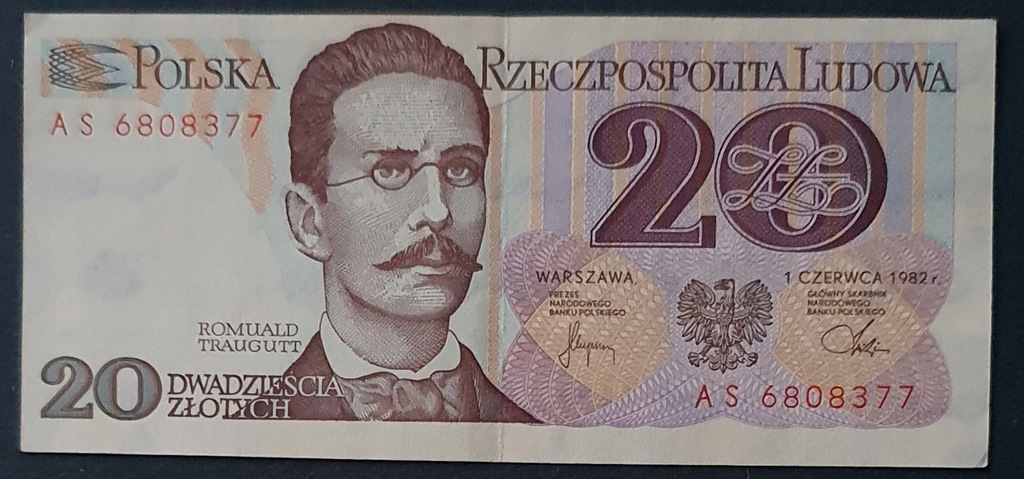 POLSKA RZECZPOSPOLITA LUDOWA
AS 6808377
20
WARSZAWA, 1 CZERWCA 1982 r.
PREZES
NARODOWEGO
BANKU POLSKIEGO
GŁÓWNY SKARBNIK
NARODOWEGO
BANKU POLSKIEGO
ROMUALD
TRAUGUTT
20 DWADZIEŚCIA
ZŁOTYCH
AS 6808377